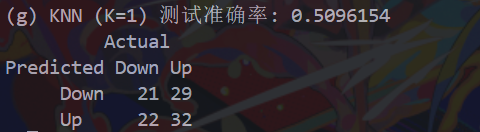 (g) KNN (K=1) 测试准确率: 0.5096154
Actual
Predicted Down Up
Down 21 29
Up 22 32